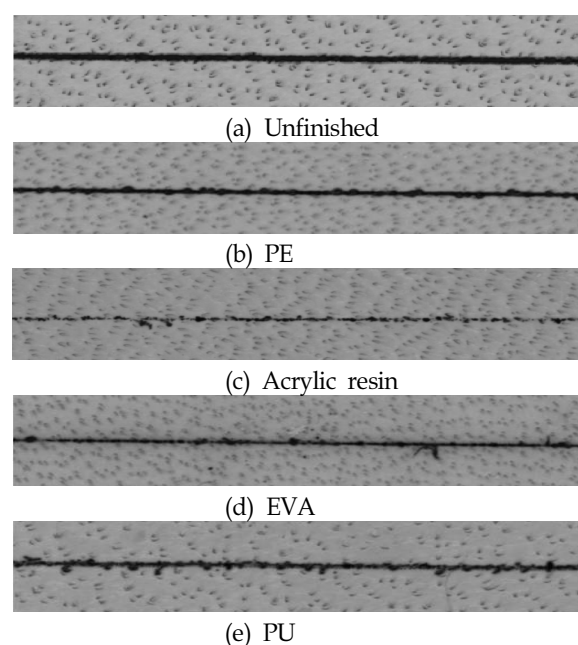 (a) Unfinished
(b) PE
(c) Acrylic resin
(d) EVA
(e) PU